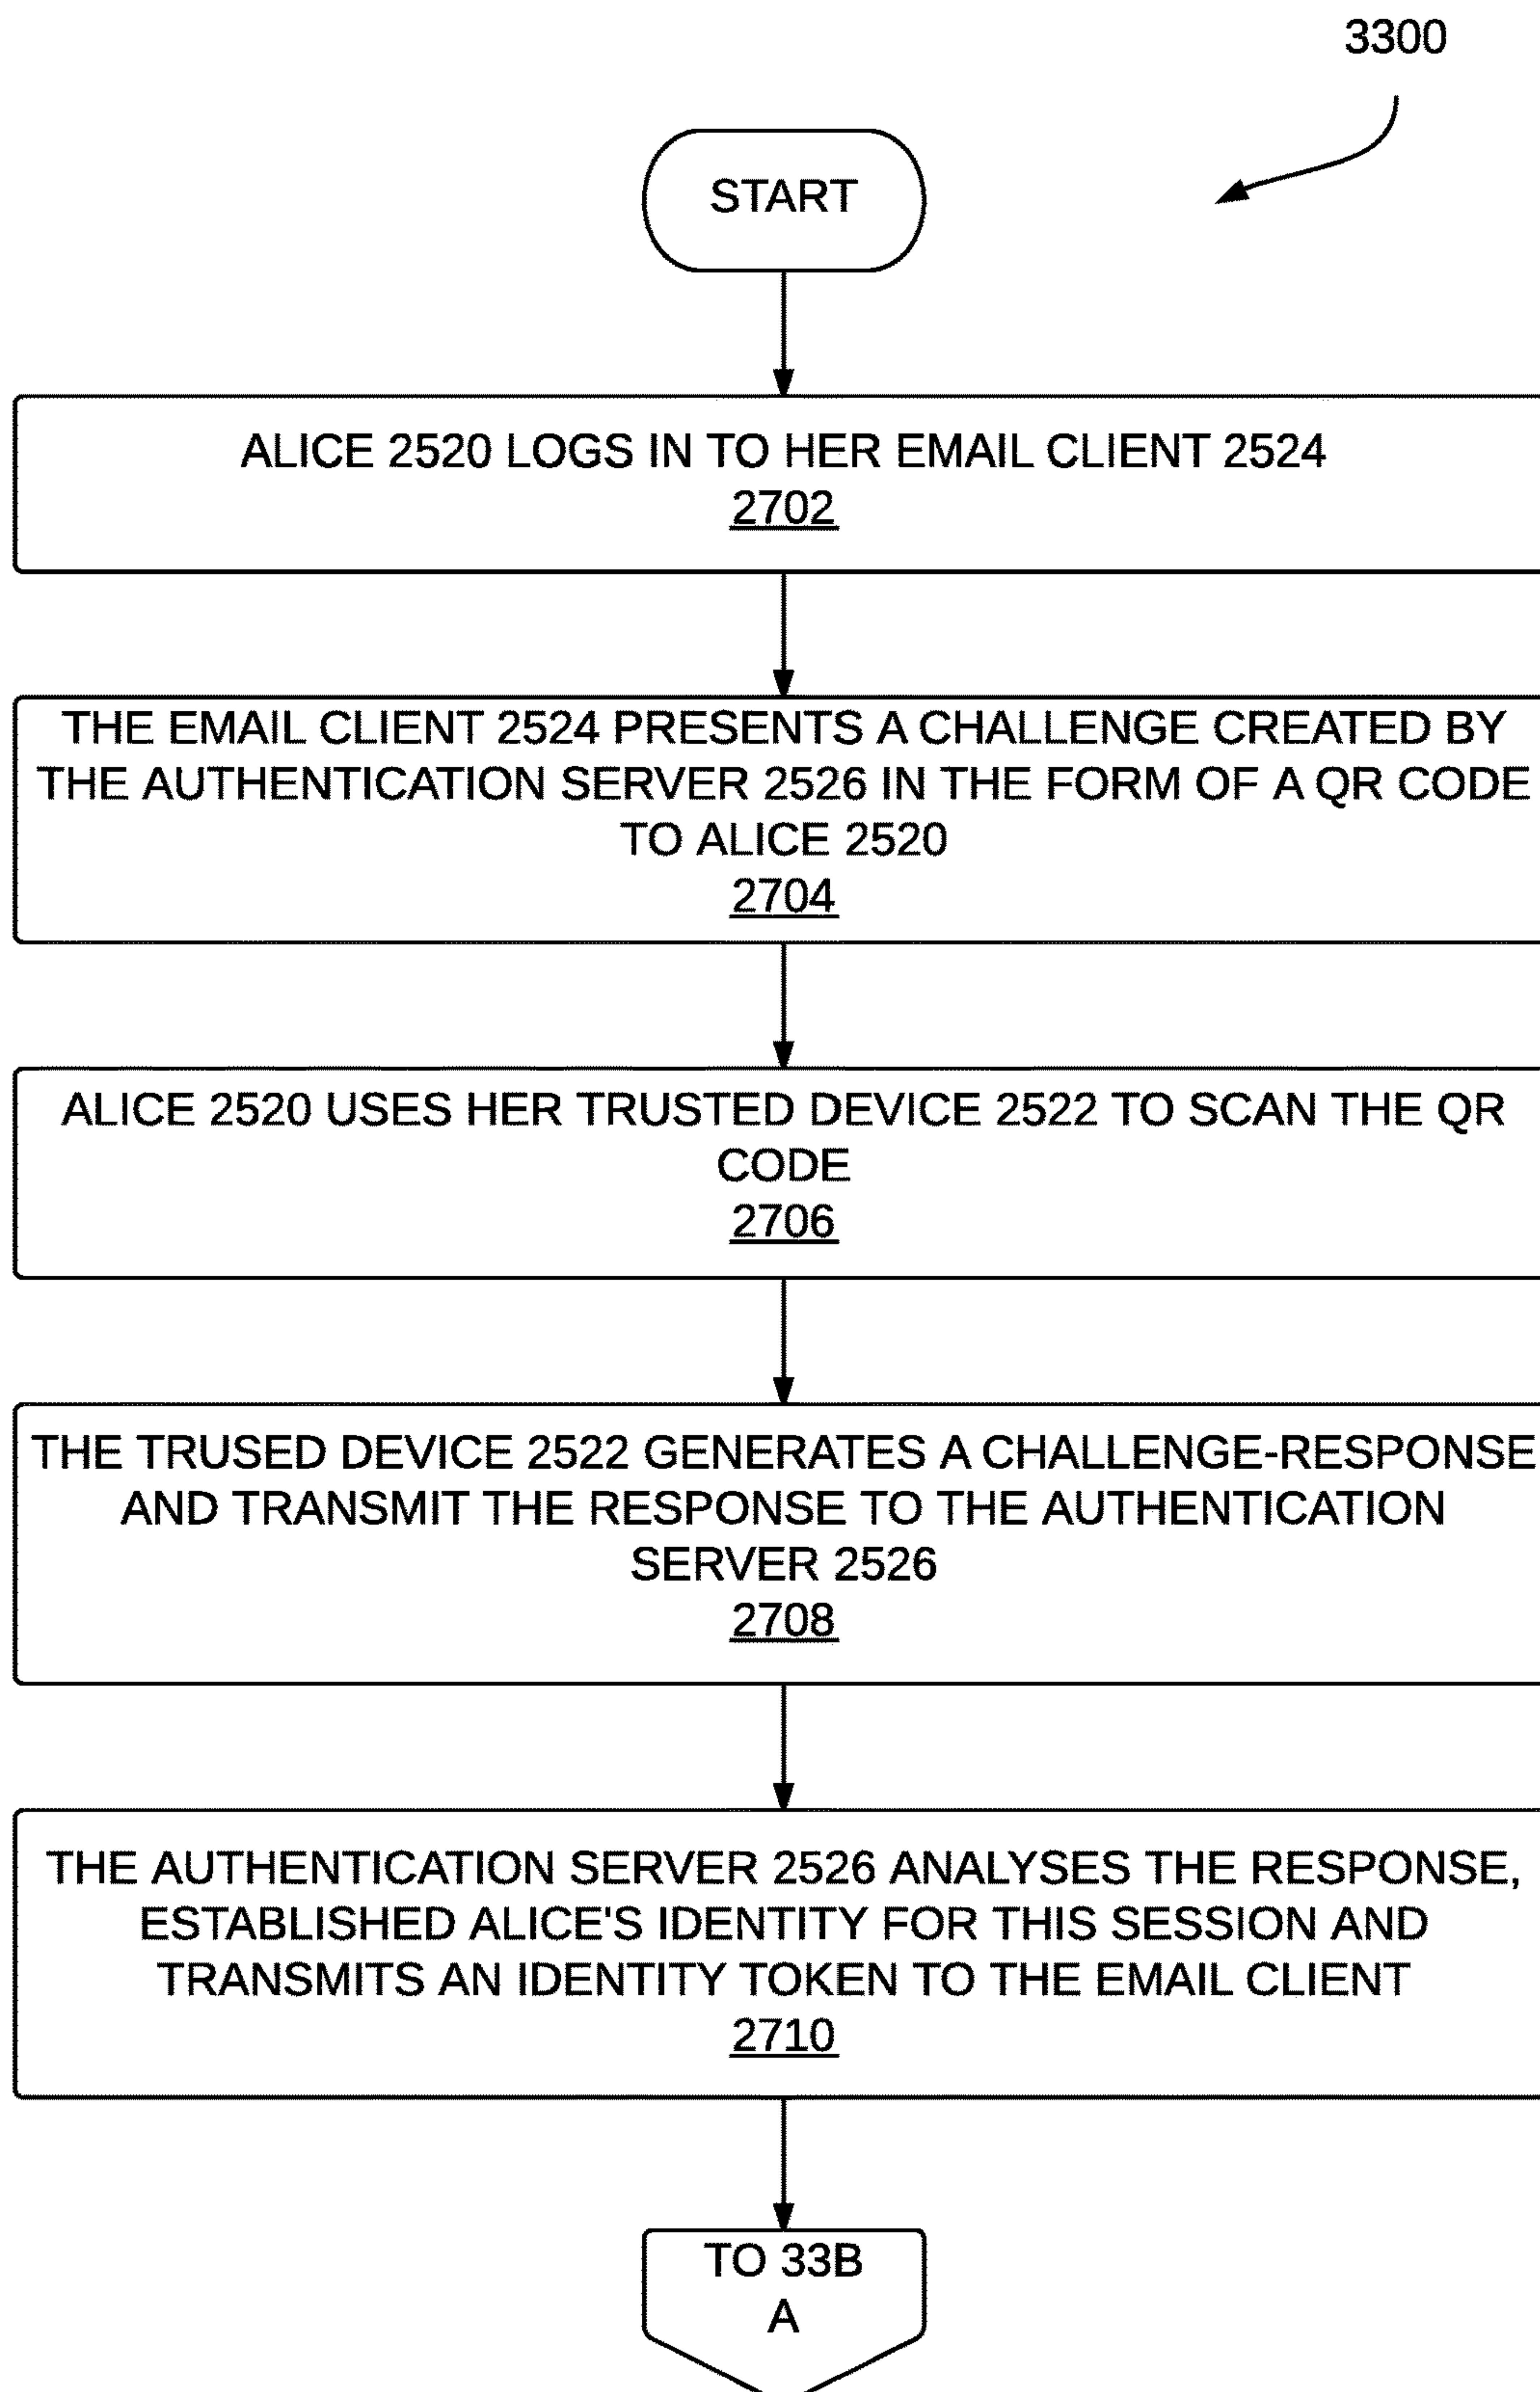 3300
START
ALICE 2520 LOGS IN TO HER EMAIL CLIENT 2524
2702
THE EMAIL CLIENT 2524 PRESENTS A CHALLENGE CREATED BY
THE AUTHENTICATION SERVER 2526 IN THE FORM OF A QR CODE
TO ALICE 2520
2704
ALICE 2520 USES HER TRUSTED DEVICE 2522 TO SCAN THE QR
CODE
2706
THE TRUSED DEVICE 2522 GENERATES A CHALLENGE-RESPONSE
AND TRANSMIT THE RESPONSE TO THE AUTHENTICATION
SERVER 2526
2708
THE AUTHENTICATION SERVER 2526 ANALYSES THE RESPONSE,
ESTABLISHED ALICE'S IDENTITY FOR THIS SESSION AND
TRANSMITS AN IDENTITY TOKEN TO THE EMAIL CLIENT
2710
TO 33B
A